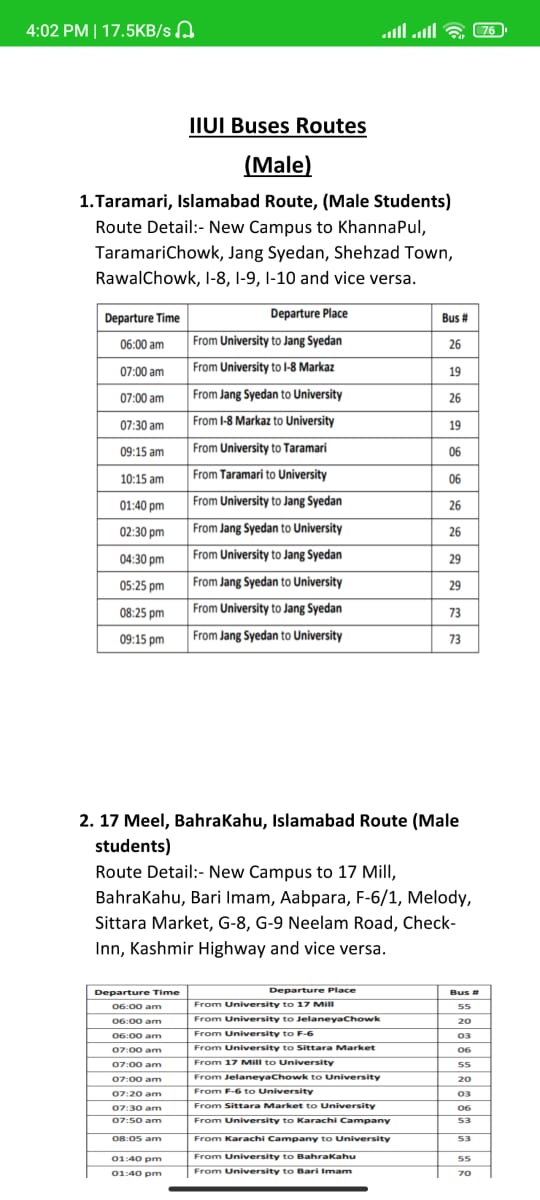 4:02 PM | 17.5KB/s
76
IIUI Buses Routes
(Male)
1.Taramari, Islamabad Route, (Male Students)
Route Detail:- New Campus to KhannaPul,
TaramariChowk, Jang Syedan, Shehzad Town,
RawalChowk, I-8, I-9, I-10 and vice versa.
Departure Time Departure Place Bus #
06:00 am From University to Jang Syedan 26
07:00 am From University to I-8 Markaz 19
07:00 am From Jang Syedan to University 26
07:30 am From I-8 Markaz to University 19
09:15 am From University to Taramari 06
10:15 am From Taramari to University 06
01:40 pm From University to Jang Syedan 26
02:30 pm From Jang Syedan to University 26
04:30 pm From University to Jang Syedan 29
05:25 pm From Jang Syedan to University 29
08:25 pm From University to Jang Syedan 73
09:15 pm From Jang Syedan to University 73
2. 17 Meel, BahraKahu, Islamabad Route (Male
students)
Route Detail:- New Campus to 17 Mill,
BahraKahu, Bari Imam, Aabpara, F-6/1, Melody,
Sittara Market, G-8, G-9 Neelam Road, Check-
Inn, Kashmir Highway and vice versa.
Departure Time Departure Place Bus #
06:00 am From University to 17 Mill 55
06:00 am From University to JelaneyaChowk 20
06:00 am From University to F-6 03
07:00 am From University to Sittara Market 06
07:00 am From 17 Mill to University 55
07:00 am From JelaneyaChowk to University 20
07:20 am From F-6 to University 03
07:30 am From Sittara Market to University 06
07:50 am From University to Karachi Campany 53
08:05 am From Karachi Campany to University 53
01:40 pm From University to BahraKahu 55
01:40 pm From University to Bari Imam 70